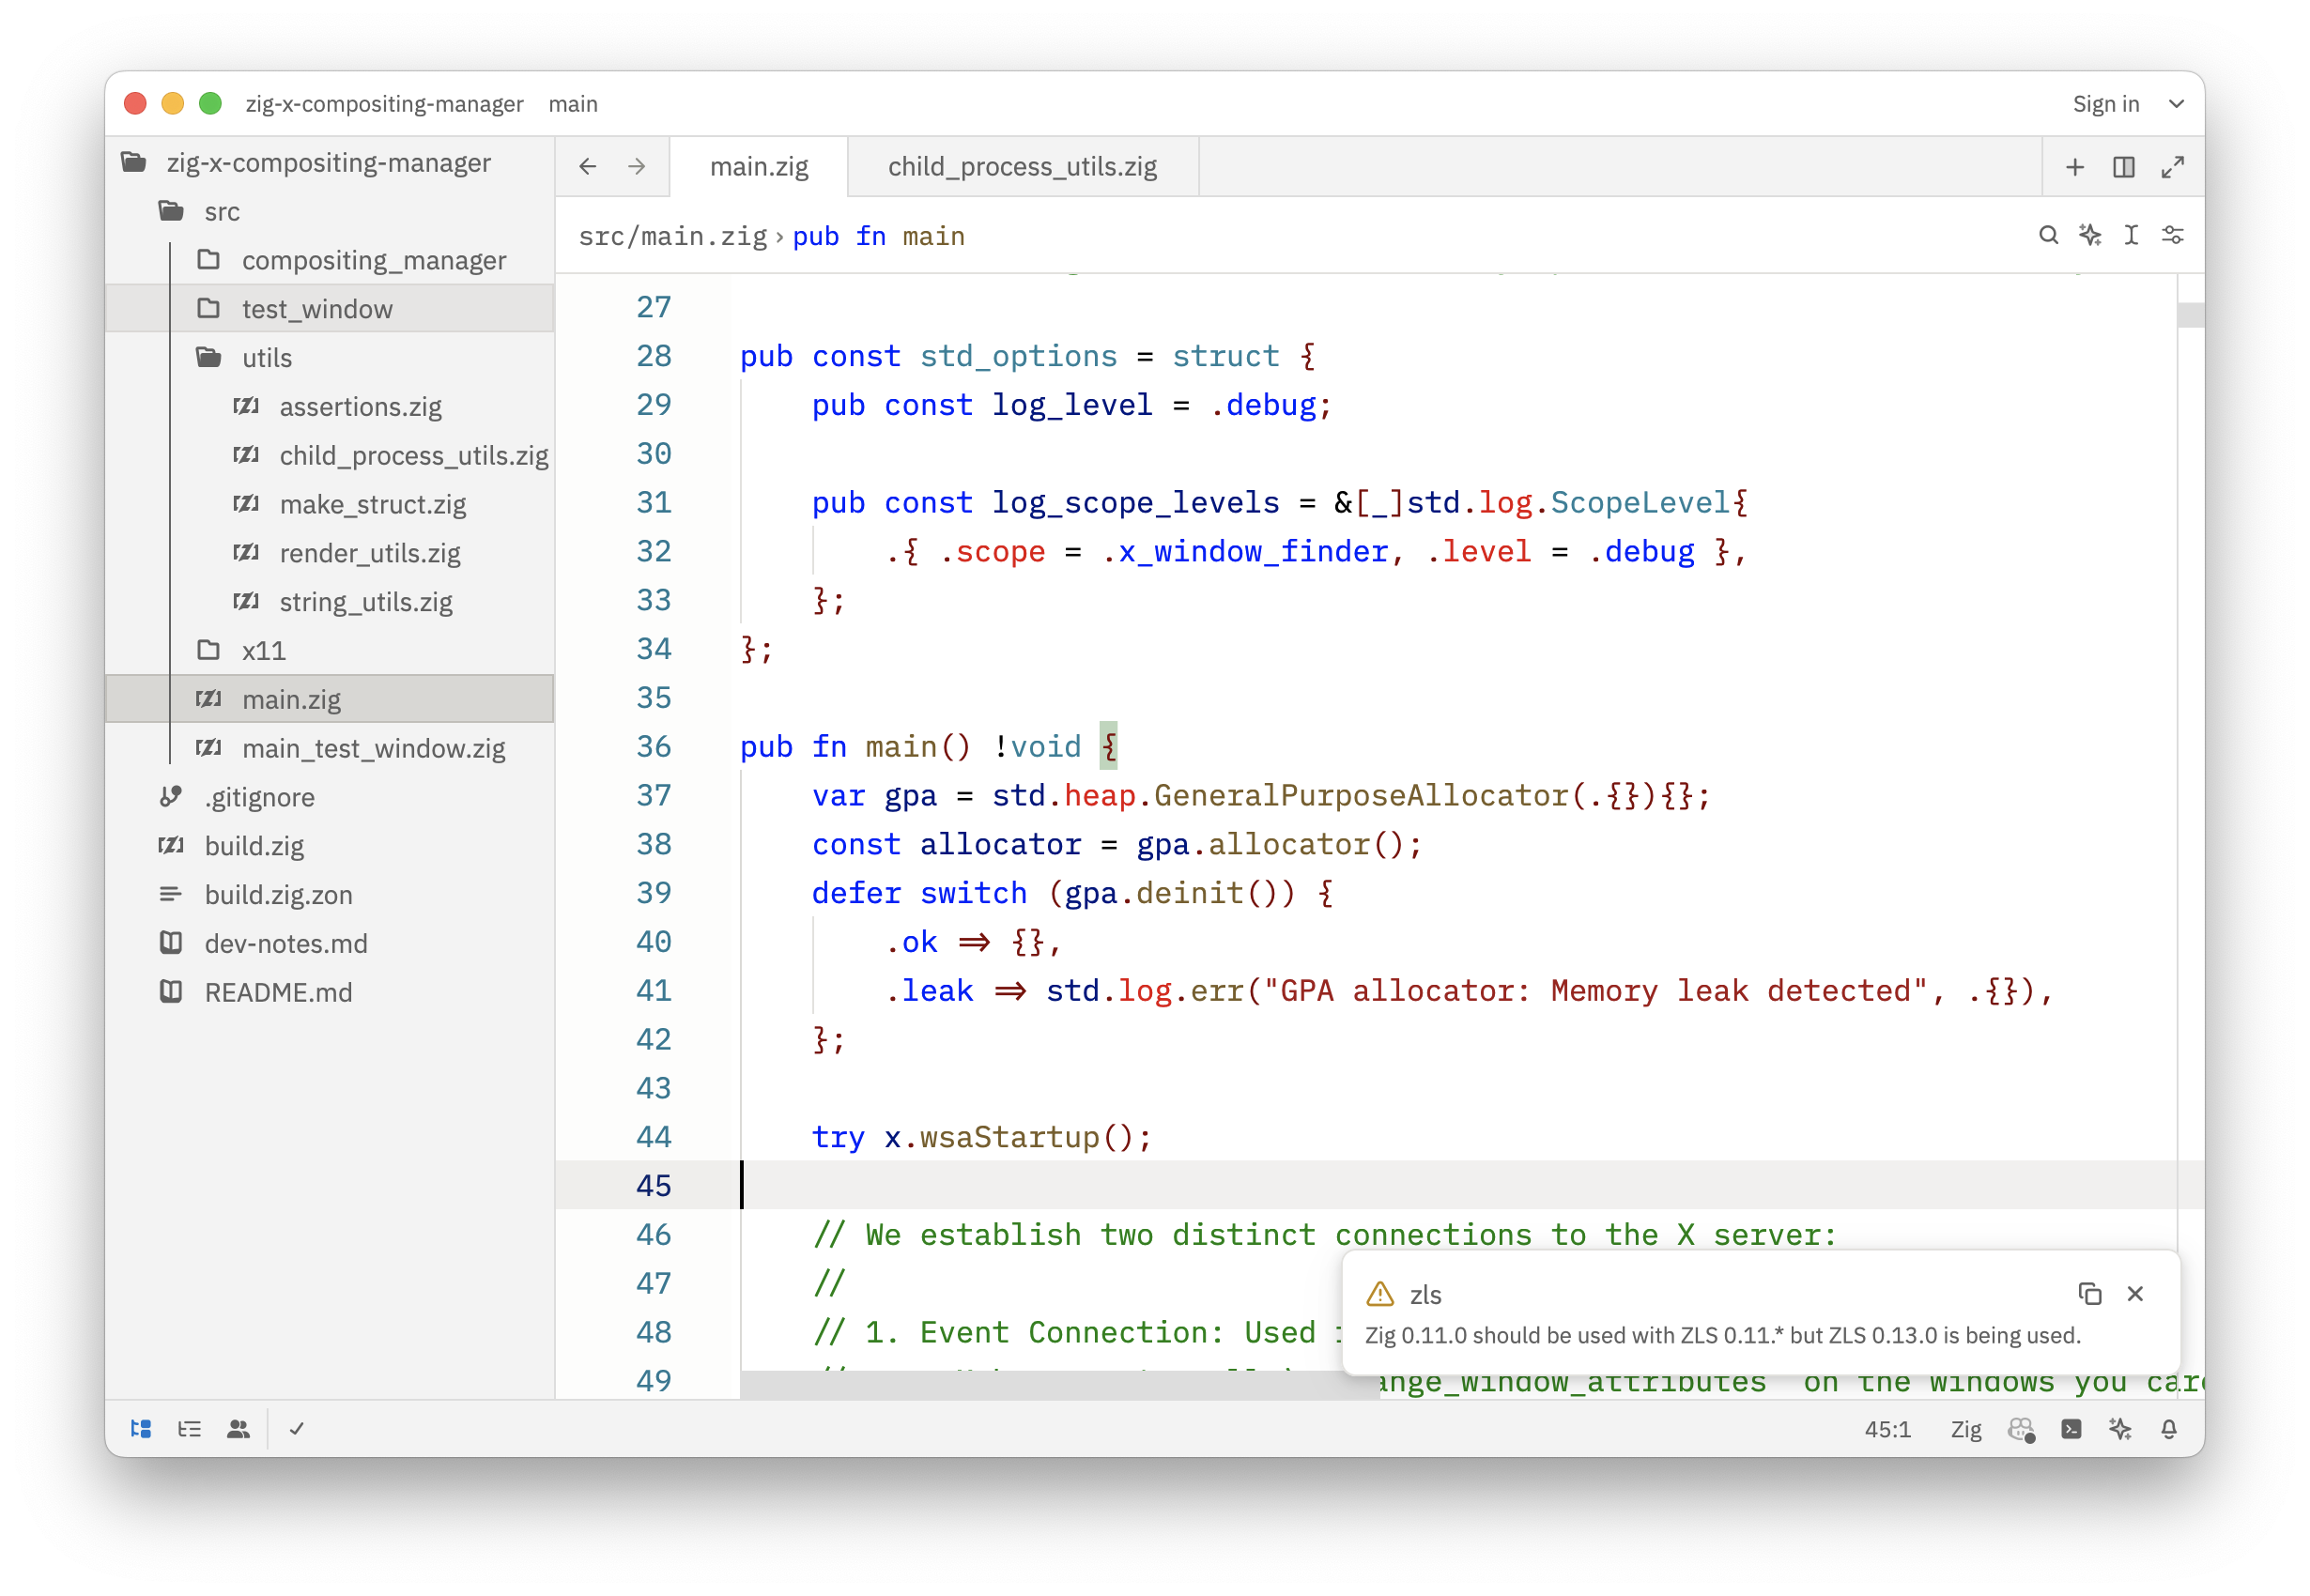 zig-x-compositing-manager main
Sign in
zig-x-compositing-manager
src
compositing_manager
test_window
utils
assertions.zig
child_process_utils.zig
make_struct.zig
render_utils.zig
string_utils.zig
x11
main.zig
main_test_window.zig
.gitignore
build.zig
build.zig.zon
dev-notes.md
README.md
main.zig child_process_utils.zig
src/main.zig › pub fn main
27
28 pub const std_options = struct {
29     pub const log_level = .debug;
30
31     pub const log_scope_levels = &[_]std.log.ScopeLevel{
32         .{ .scope = .x_window_finder, .level = .debug },
33     };
34 };
35
36 pub fn main() !void {
37     var gpa = std.heap.GeneralPurposeAllocator(.{}){};
38     const allocator = gpa.allocator();
39     defer switch (gpa.deinit()) {
40         .ok => {},
41         .leak => std.log.err("GPA allocator: Memory leak detected", .{}),
42     };
43
44     try x.wsaStartup();
45
46     // We establish two distinct connections to the X server:
47     //
48     // 1. Event Connection: Used
49     // ange_window_attributes on the windows you care
zls
Zig 0.11.0 should be used with ZLS 0.11.* but ZLS 0.13.0 is being used.
45:1 Zig